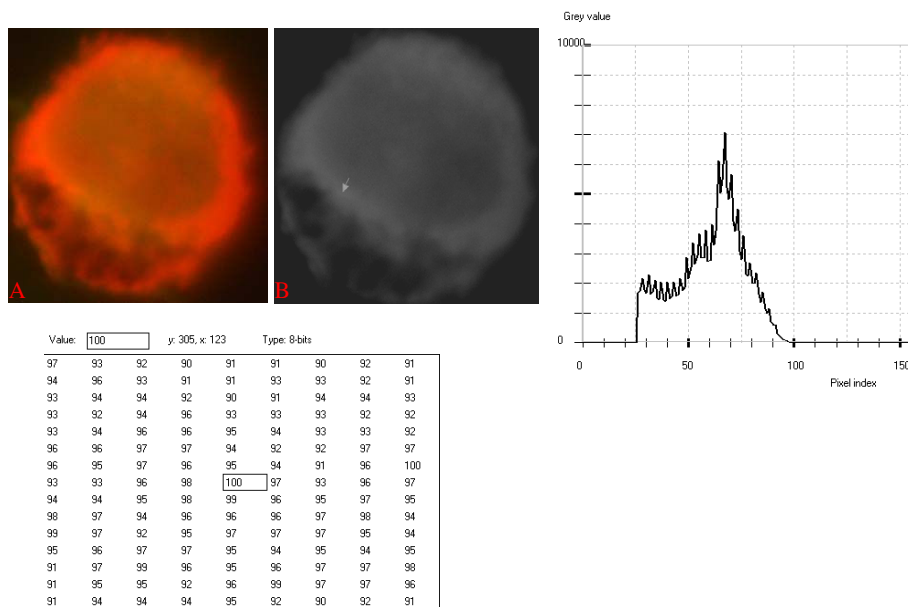 A
B
Grey value
10000
0
0 50 100 150
Pixel index
Value: 100 y: 305, x: 123 Type: 8-bits
97 93 92 90 91 91 90 92 91
94 96 93 91 91 93 93 92 91
93 94 94 92 90 91 94 94 93
93 92 94 96 93 93 93 92 92
93 94 96 96 95 94 93 93 92
96 96 97 97 94 92 92 97 97
96 95 97 96 95 94 91 96 100
93 93 96 98 100 97 93 96 97
94 94 95 98 99 96 95 97 95
98 97 94 96 96 96 97 98 94
99 97 92 95 97 97 97 95 94
95 96 97 97 95 94 95 94 95
91 97 99 96 95 96 97 97 98
91 95 95 92 96 99 97 97 96
91 94 94 94 95 92 90 92 91